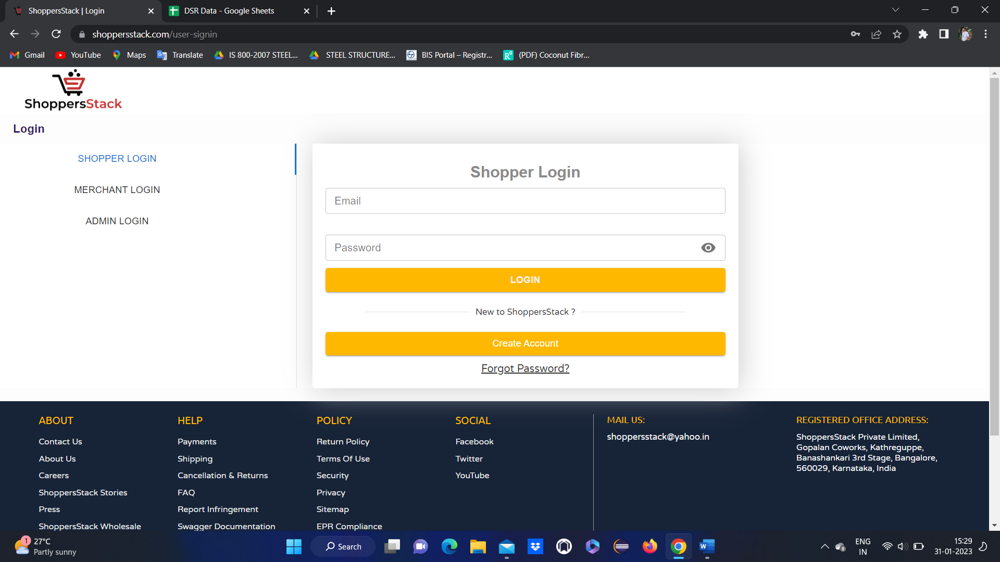 ShoppersStack | Login
DSR Data - Google Sheets
shoppersstack.com/user-signin
Gmail
YouTube
Maps
Translate
IS 800-2007 STEEL...
STEEL STRUCTURE...
BIS Portal – Registr...
(PDF) Coconut Fibr...
ShoppersStack
Login
SHOPPER LOGIN
MERCHANT LOGIN
ADMIN LOGIN
Shopper Login
Email
Password
LOGIN
New to ShoppersStack ?
Create Account
Forgot Password?
ABOUT
Contact Us
About Us
Careers
ShoppersStack Stories
Press
ShoppersStack Wholesale
HELP
Payments
Shipping
Cancellation & Returns
FAQ
Report Infringement
Swagger Documentation
POLICY
Return Policy
Terms Of Use
Security
Privacy
Sitemap
EPR Compliance
SOCIAL
Facebook
Twitter
YouTube
MAIL US:
shoppersstack@yahoo.in
REGISTERED OFFICE ADDRESS:
ShoppersStack Private Limited,
Gopalan Coworks, Kathreguppe,
Banashankari 3rd Stage, Bangalore,
560029, Karnataka, India
1
27°C
Partly sunny
Search
ENG
IN
15:29
31-01-2023